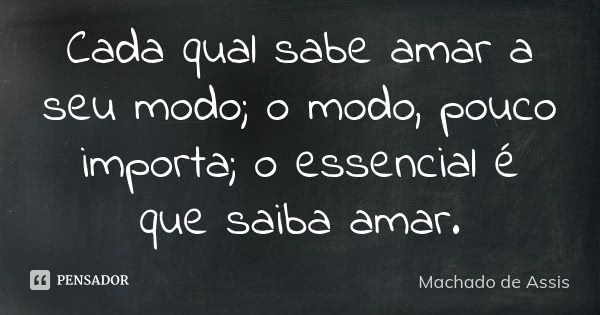 Cada qual sabe amar a
seu modo; o modo, pouco
importa; o essencial é
que saiba amar.
PENSADOR
Machado de Assis